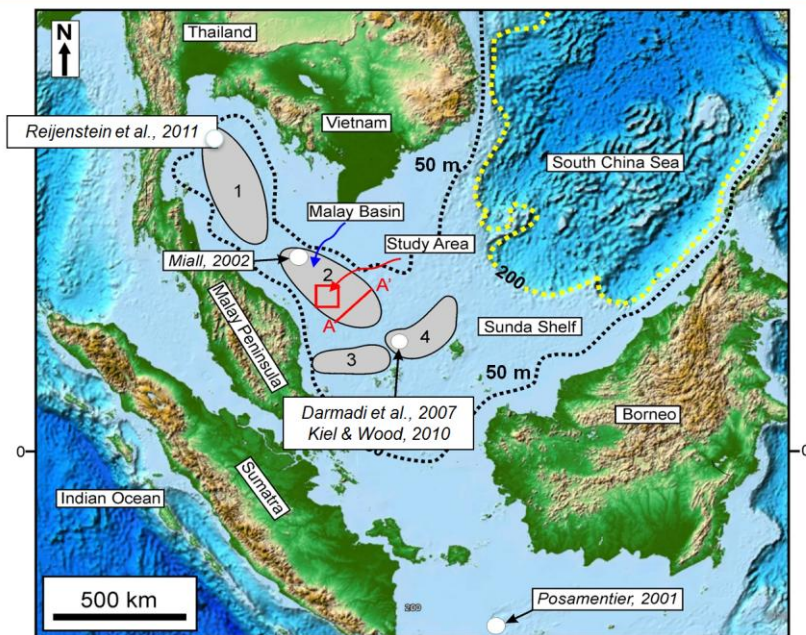 Thailand
N
Reijenstein et al., 2011
Vietnam
50 m
South China Sea
1
Malay Basin
Study Area
Miall, 2002
200
2
A'
A
Malay Peninsula
4
Sunda Shelf
3
50 m
Darmadi et al., 2007
Kiel & Wood, 2010
Borneo
0
0
Sumatra
Indian Ocean
500 km
200
Posamentier, 2001